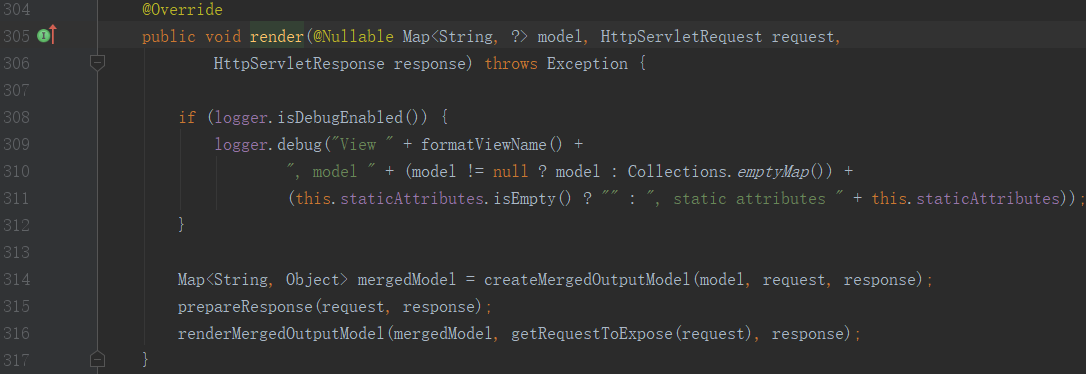 304 @Override
305 public void render(@Nullable Map<String, ?> model, HttpServletRequest request,
306 HttpServletResponse response) throws Exception {
307
308 if (logger.isDebugEnabled()) {
309 logger.debug("View " + formatViewName() +
310 ", model " + (model != null ? model : Collections.emptyMap()) +
311 (this.staticAttributes.isEmpty() ? "" : ", static attributes " + this.staticAttributes));
312 }
313
314 Map<String, Object> mergedModel = createMergedOutputModel(model, request, response);
315 prepareResponse(request, response);
316 renderMergedOutputModel(mergedModel, getRequestToExpose(request), response);
317 }